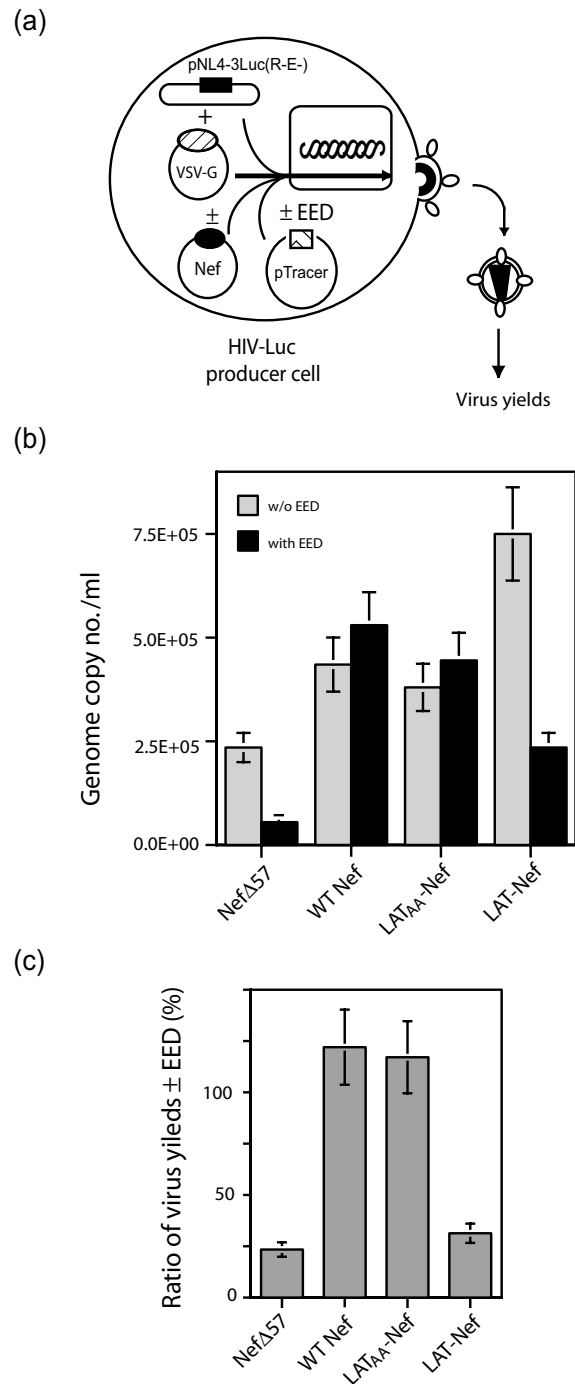 (a)
pNL4-3Luc(R-E-)
+
VSV-G
±
± EED
Nef
pTracer
HIV-Luc
producer cell
Virus yields
(b)
w/o EED
with EED
7.5E+05
5.0E+05
2.5E+05
0.0E+00
Genome copy no./ml
NefΔ57
WT Nef
LATAA-Nef
LAT-Nef
(c)
Ratio of virus yileds ± EED (%)
100
50
0
NefΔ57
WT Nef
LATAA-Nef
LAT-Nef